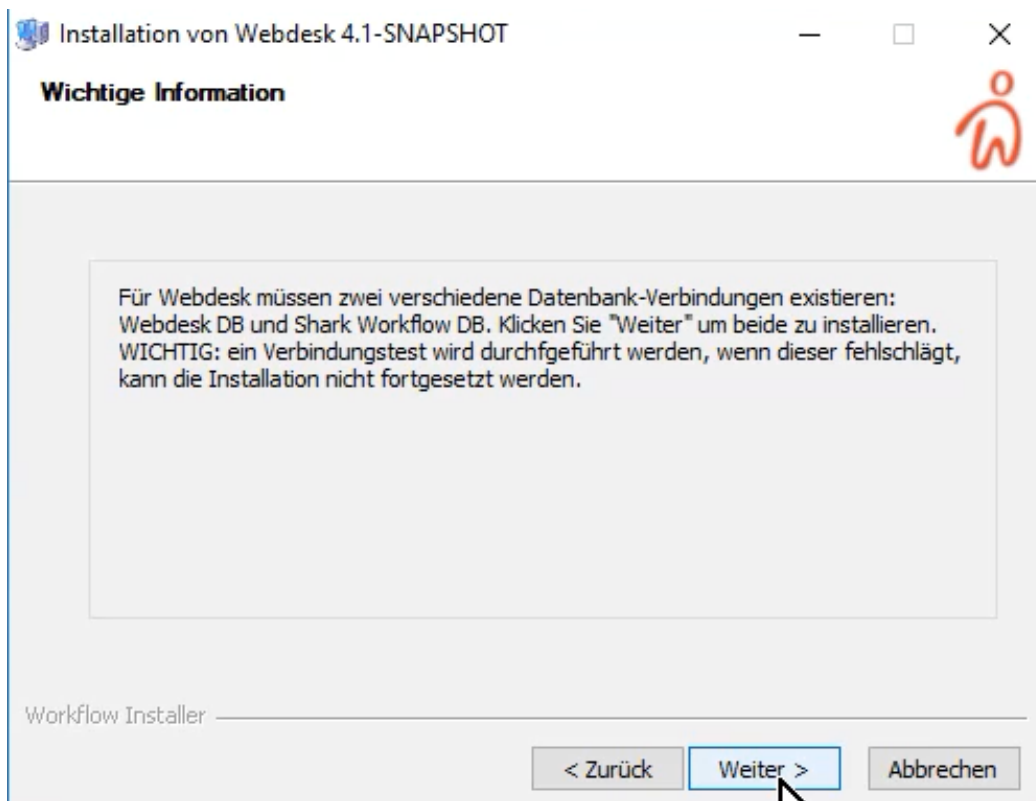 Installation von Webdesk 4.1-SNAPSHOT
Wichtige Information
Für Webdesk müssen zwei verschiedene Datenbank-Verbindungen existieren:
Webdesk DB und Shark Workflow DB. Klicken Sie "Weiter" um beide zu installieren.
WICHTIG: ein Verbindungstest wird durchfgeführt werden, wenn dieser fehlschlägt,
kann die Installation nicht fortgesetzt werden.
Workflow Installer
< Zurück
Weiter >
Abbrechen